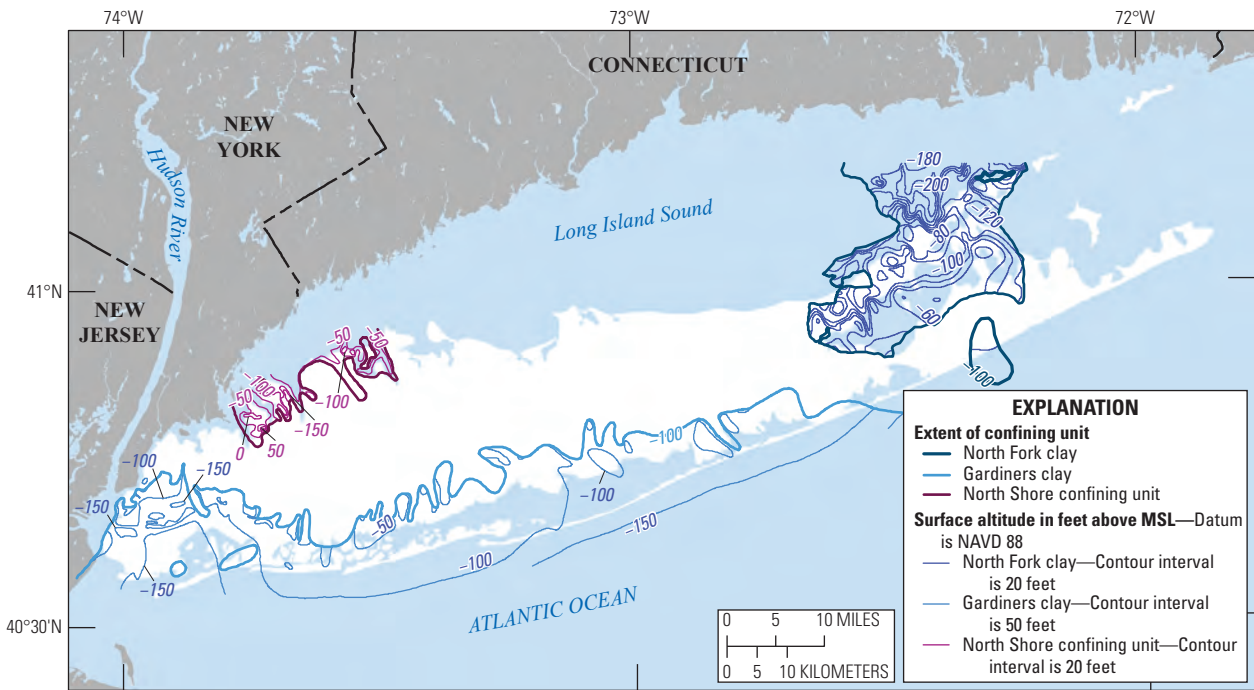 74°W
73°W
72°W
CONNECTICUT
NEW
YORK
Hudson River
−180
−200
−120
Long Island Sound
−80
−100
41°N
NEW
JERSEY
−60
−50
−50
−100
−100
−50
−100
−150
0
50
−100
−100
−150
−100
−150
−50
−150
−100
−150
ATLANTIC OCEAN
40°30'N
0 5 10 MILES
0 5 10 KILOMETERS
EXPLANATION
Extent of confining unit
North Fork clay
Gardiners clay
North Shore confining unit
Surface altitude in feet above MSL—Datum
is NAVD 88
North Fork clay—Contour interval
is 20 feet
Gardiners clay—Contour interval
is 50 feet
North Shore confining unit—Contour
interval is 20 feet